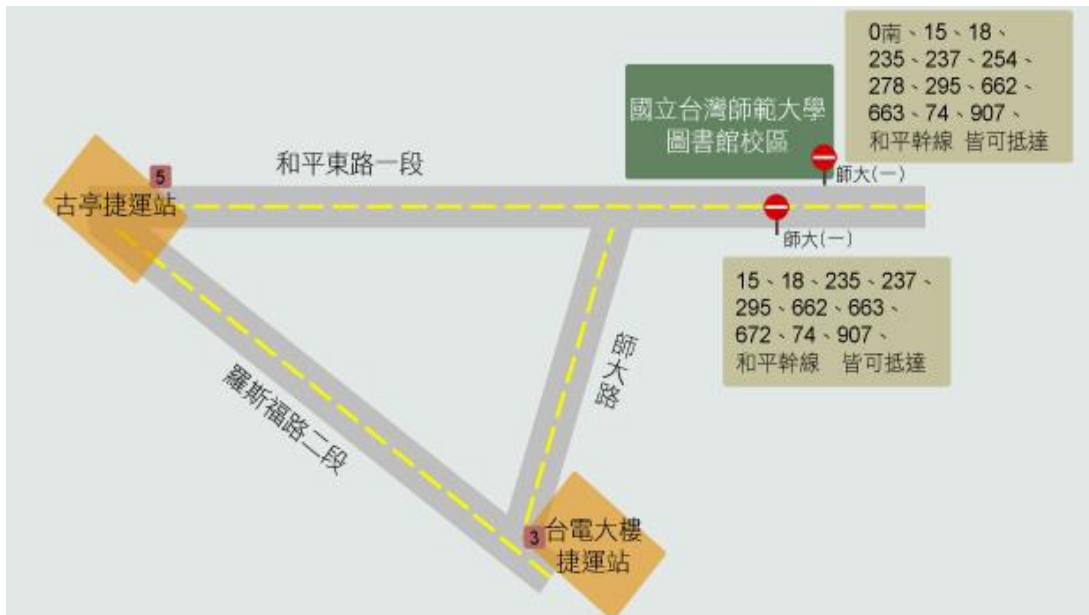 0南、15、18、
235、237、254、
278、295、662、
663、74、907、
和平幹線 皆可抵達
國立台灣師範大學
圖書館校區
師大(一)
和平東路一段
5
古亭捷運站
師大(一)
15、18、235、237、
295、662、663、
672、74、907、
和平幹線 皆可抵達
師大路
羅斯福路二段
3
台電大樓
捷運站